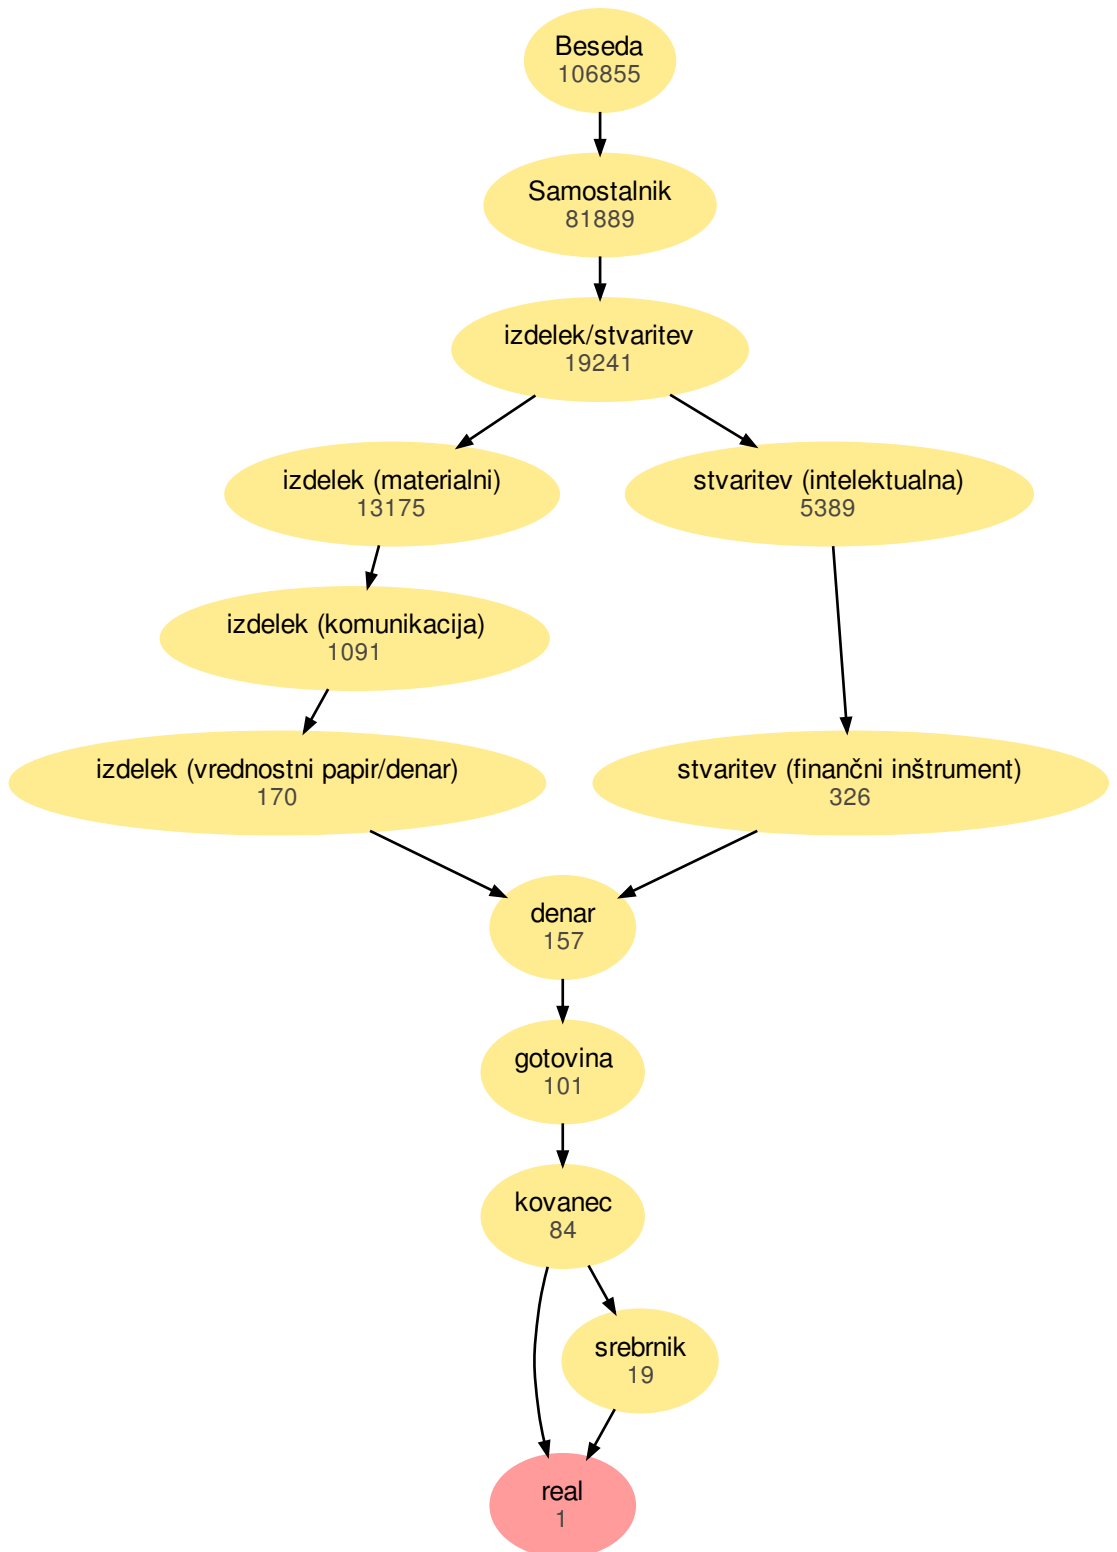 Beseda
106855
Samostalnik
81889
izdelek/stvaritev
19241
izdelek (materialni)
13175
stvaritev (intelektualna)
5389
izdelek (komunikacija)
1091
izdelek (vrednostni papir/denar)
170
stvaritev (finančni inštrument)
326
denar
157
gotovina
101
kovanec
84
srebrnik
19
real
1